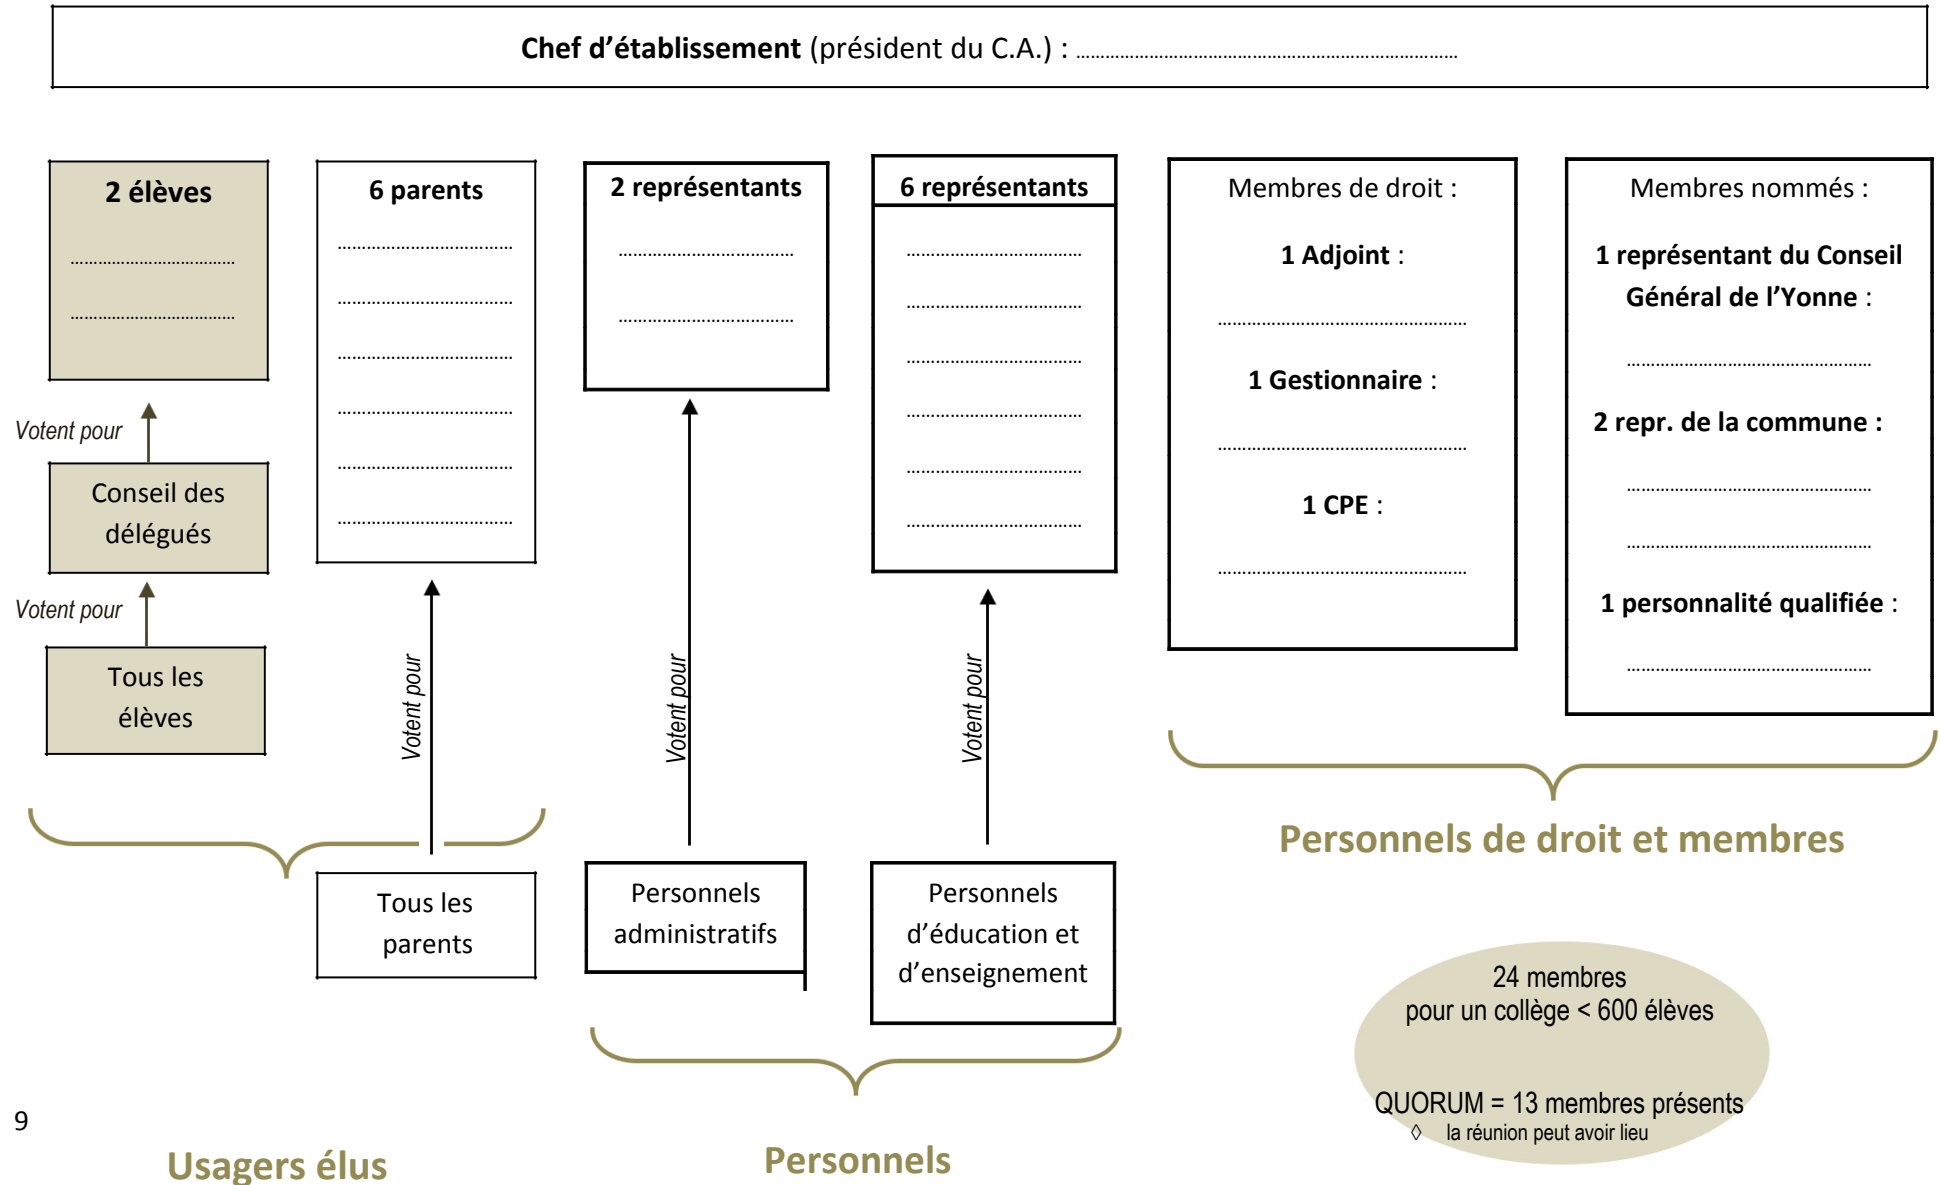 Chef d’établissement (président du C.A.) : ..........................................................................
2 élèves
..................................
..................................
Votent pour
Conseil des
délégués
Votent pour
Tous les
élèves
6 parents
..................................
..................................
..................................
..................................
..................................
..................................
Votent pour
Tous les
parents
2 représentants
..................................
..................................
Votent pour
Personnels
administratifs
6 représentants
..................................
..................................
..................................
..................................
..................................
..................................
Votent pour
Personnels
d’éducation et
d’enseignement
Membres de droit :
1 Adjoint :
................................................
1 Gestionnaire :
................................................
1 CPE :
................................................
Membres nommés :
1 représentant du Conseil
Général de l’Yonne :
................................................
2 repr. de la commune :
................................................
................................................
1 personnalité qualifiée :
................................................
Personnels de droit et membres
24 membres
pour un collège < 600 élèves
QUORUM = 13 membres présents
◊ la réunion peut avoir lieu
9
Usagers élus
Personnels